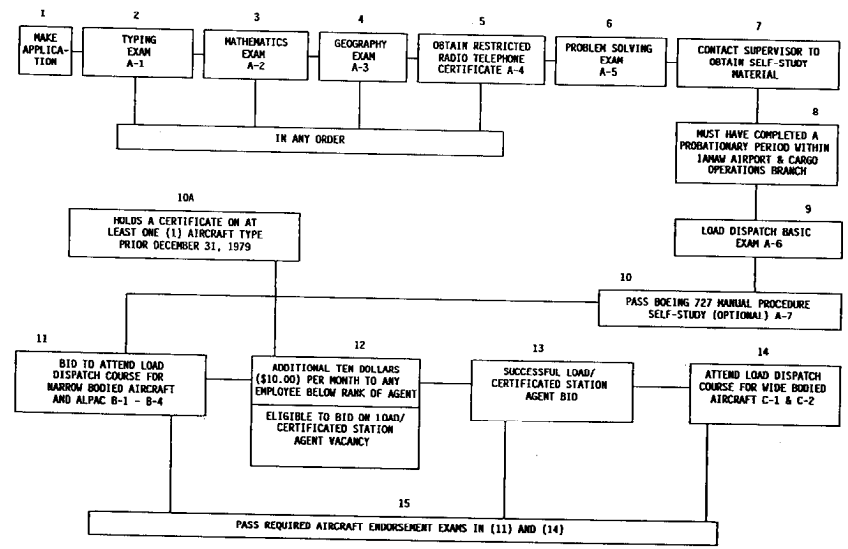 1
MAKE
APPLICA-
TION
2
TYPING
EXAM
A-1
3
MATHEMATICS
EXAM
A-2
4
GEOGRAPHY
EXAM
A-3
5
OBTAIN RESTRICTED
RADIO TELEPHONE
CERTIFICATE A-4
6
PROBLEM SOLVING
EXAM
A-5
7
CONTACT SUPERVISOR TO
OBTAIN SELF-STUDY
MATERIAL
IN ANY ORDER
8
MUST HAVE COMPLETED A
PROBATIONARY PERIOD WITHIN
IAMAW AIRPORT & CARGO
OPERATIONS BRANCH
9
LOAD DISPATCH BASIC
EXAM A-6
10A
HOLDS A CERTIFICATE ON AT
LEAST ONE (1) AIRCRAFT TYPE
PRIOR DECEMBER 31, 1979
10
PASS BOEING 727 MANUAL PROCEDURE
SELF-STUDY (OPTIONAL) A-7
11
BID TO ATTEND LOAD
DISPATCH COURSE FOR
NARROW BODIED AIRCRAFT
AND ALPAC B-1 - B-4
12
ADDITIONAL TEN DOLLARS
($10.00) PER MONTH TO ANY
EMPLOYEE BELOW RANK OF AGENT
ELIGIBLE TO BID ON LOAD/
CERTIFICATED STATION
AGENT VACANCY
13
SUCCESSFUL LOAD/
CERTIFICATED STATION
AGENT BID
14
ATTEND LOAD DISPATCH
COURSE FOR WIDE BODIED
AIRCRAFT C-1 & C-2
15
PASS REQUIRED AIRCRAFT ENDORSEMENT EXAMS IN (11) AND (14)